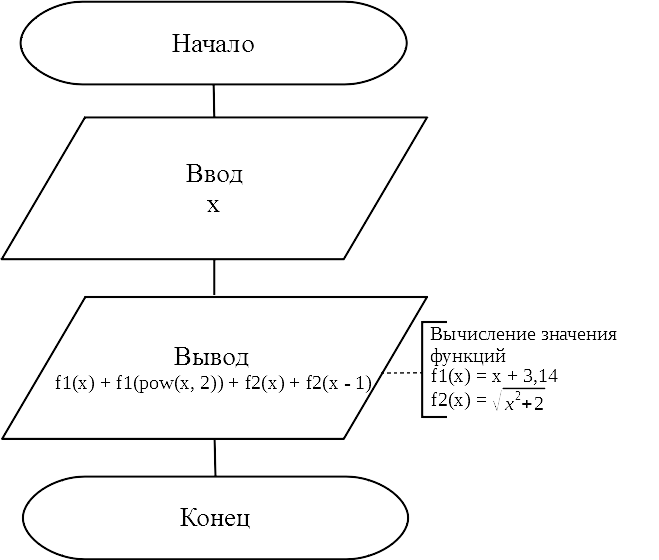 Начало
Ввод
x
Вывод
f1(x) + f1(pow(x, 2)) + f2(x) + f2(x - 1)
Вычисление значения
функций
f1(x) = x + 3,14
f2(x) = √x²+2
Конец